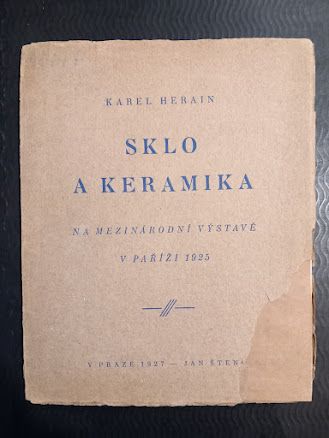 KAREL HERAIN
SKLO
A KERAMIKA
NA MEZINÁRODNÍ VÝSTAVĚ
V PAŘÍŽI 1925
V PRAZE 1927 — JAN ŠTENC